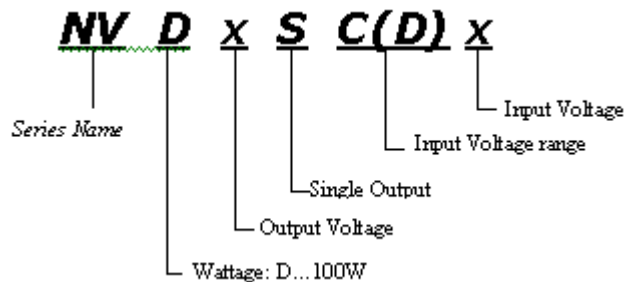 NV D x S C(D) x
Input Voltage
Series Name
Input Voltage range
Single Output
Output Voltage
Wattage: D...100W